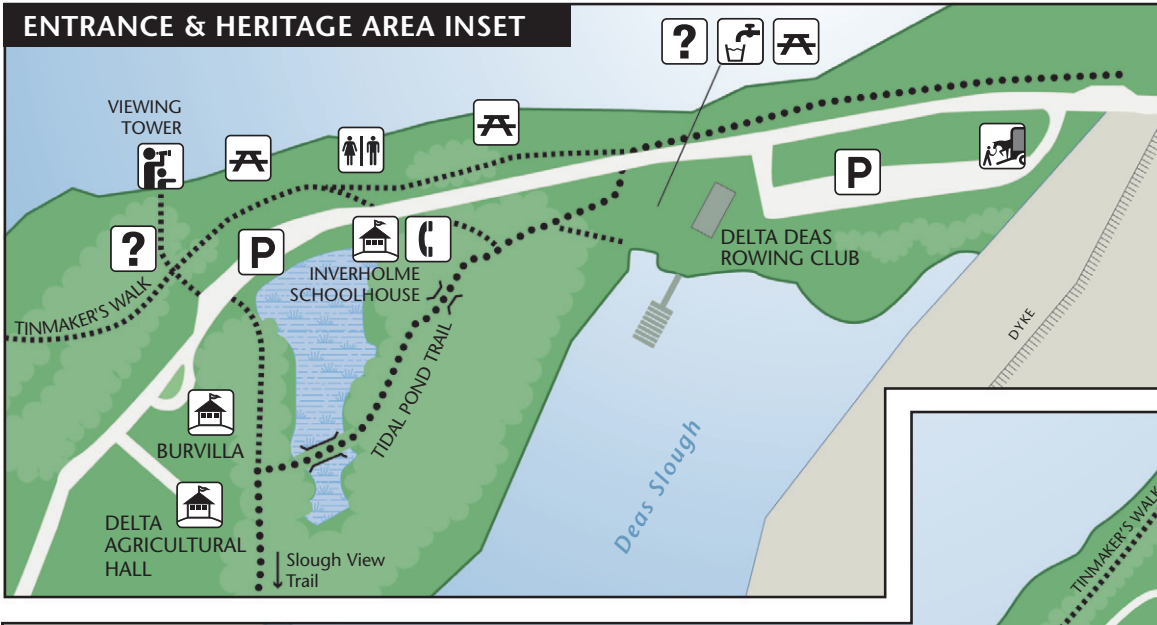 ENTRANCE & HERITAGE AREA INSET
?
VIEWING
TOWER
?
P
P
INVERHOLME
SCHOOLHOUSE
DELTA DEAS
ROWING CLUB
TINMAKER'S WALK
DYKE
TIDAL POND TRAIL
BURVILLA
Deas Slough
DELTA
AGRICULTURAL
HALL
Slough View
Trail
TINMAKER'S WALK